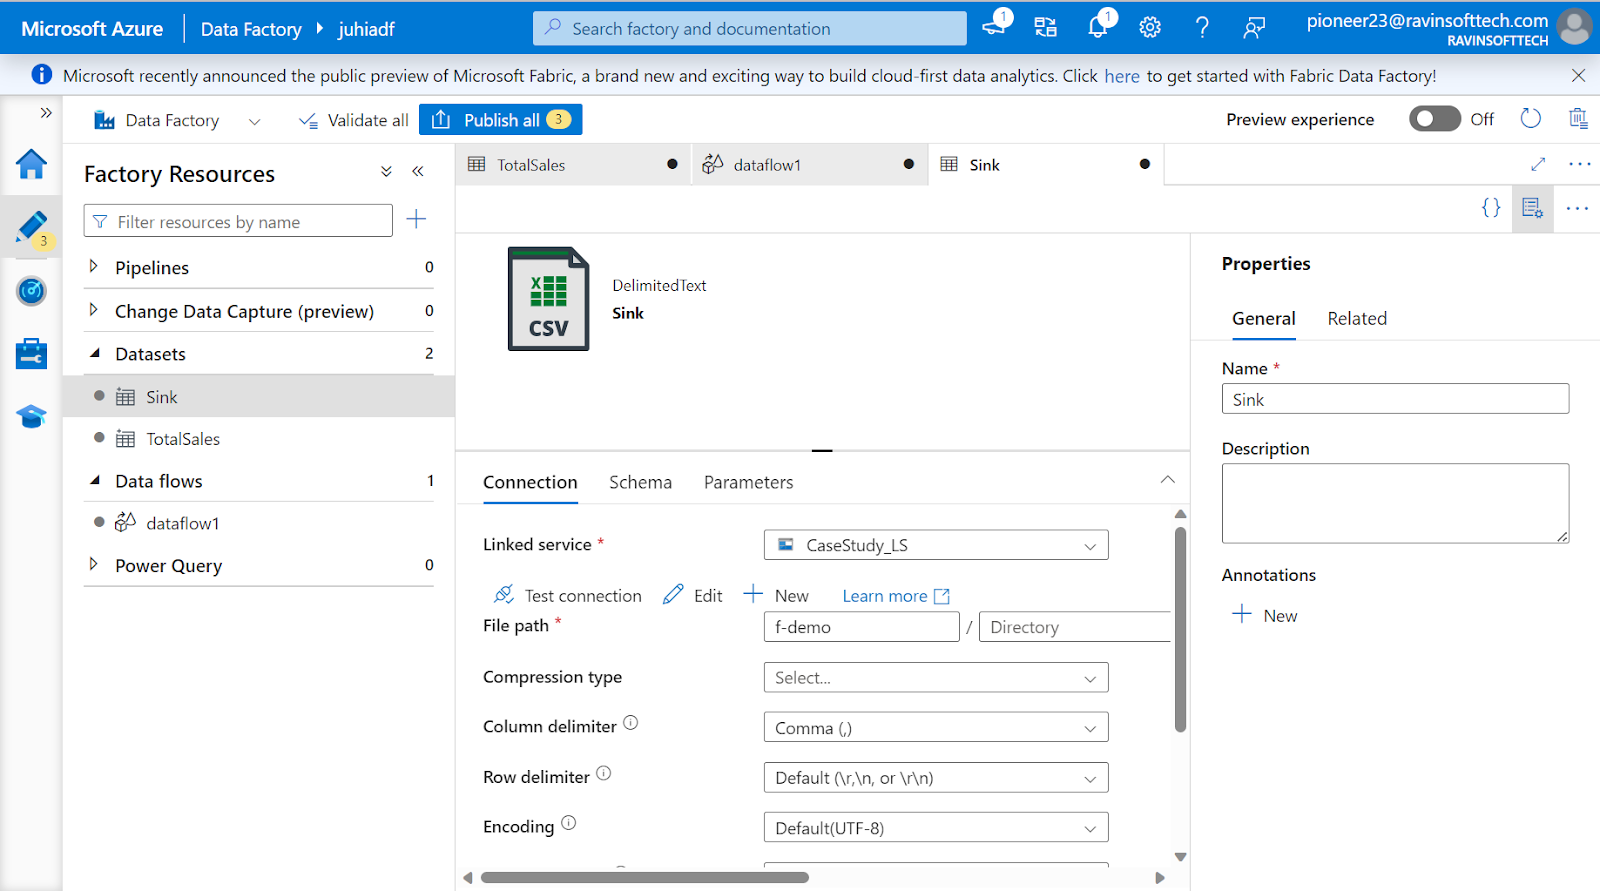 Microsoft Azure Data Factory juhiadf
Search factory and documentation
1
1
pioneer23@ravinsofttech.com
RAVINSOFTTECH
Microsoft recently announced the public preview of Microsoft Fabric, a brand new and exciting way to build cloud-first data analytics. Click here to get started with Fabric Data Factory!
Data Factory Validate all Publish all 3
Preview experience Off
3
Factory Resources
Filter resources by name
Pipelines 0
Change Data Capture (preview) 0
Datasets 2
Sink
TotalSales
Data flows 1
dataflow1
Power Query 0
TotalSales dataflow1 Sink
{}
X
CSV
DelimitedText
Sink
Connection Schema Parameters
Linked service * CaseStudy_LS
Test connection Edit New Learn more
File path * f-demo / Directory
Compression type Select...
Column delimiter Comma (,)
Row delimiter Default (\r,\n, or \r\n)
Encoding Default(UTF-8)
Properties
General Related
Name *
Sink
Description
Annotations
New